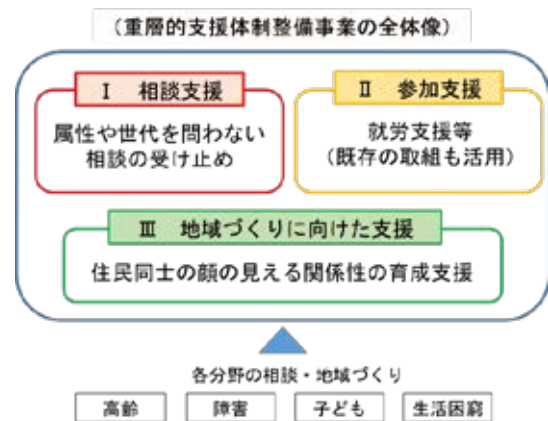 （重層的支援体制整備事業の全体像）
Ⅰ 相談支援
属性や世代を問わない
相談の受け止め
Ⅱ 参加支援
就労支援等
（既存の取組も活用）
Ⅲ 地域づくりに向けた支援
住民同士の顔の見える関係性の育成支援
各分野の相談・地域づくり
高齢
障害
子ども
生活困窮